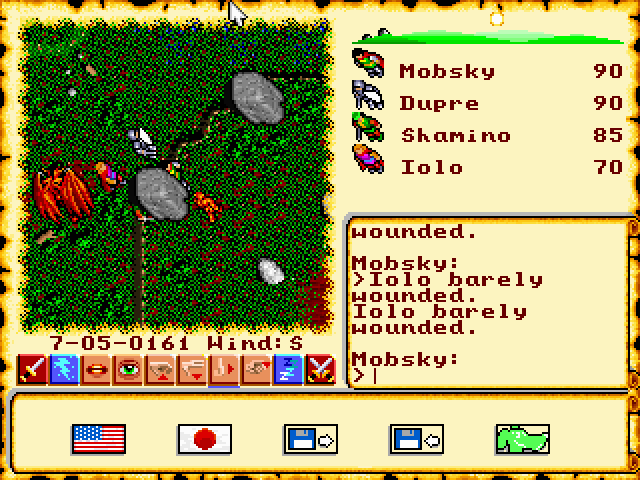 Mobsky 90
Dupre 90
Shamino 85
Iolo 70
wounded.
Mobsky:
>Iolo barely
wounded.
Iolo barely
wounded.
Mobsky:
>
7-05-0161 Wind:S